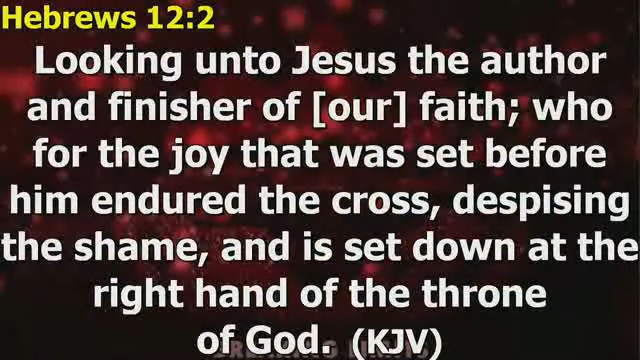 Hebrews 12:2
Looking unto Jesus the author
and finisher of [our] faith; who
for the joy that was set before
him endured the cross, despising
the shame, and is set down at the
right hand of the throne
of God. (KJV)